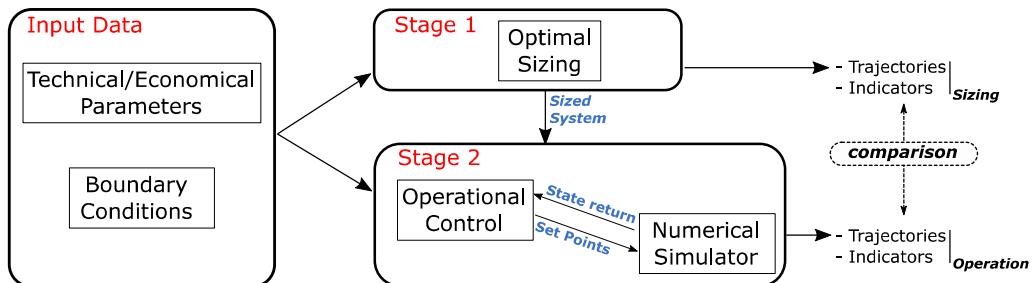 Input Data
Technical/Economical
Parameters
Boundary
Conditions
Stage 1
Optimal
Sizing
Sized
System
Stage 2
Operational
Control
State return
Set Points
Numerical
Simulator
- Trajectories
- Indicators
Sizing
comparison
- Trajectories
- Indicators
Operation